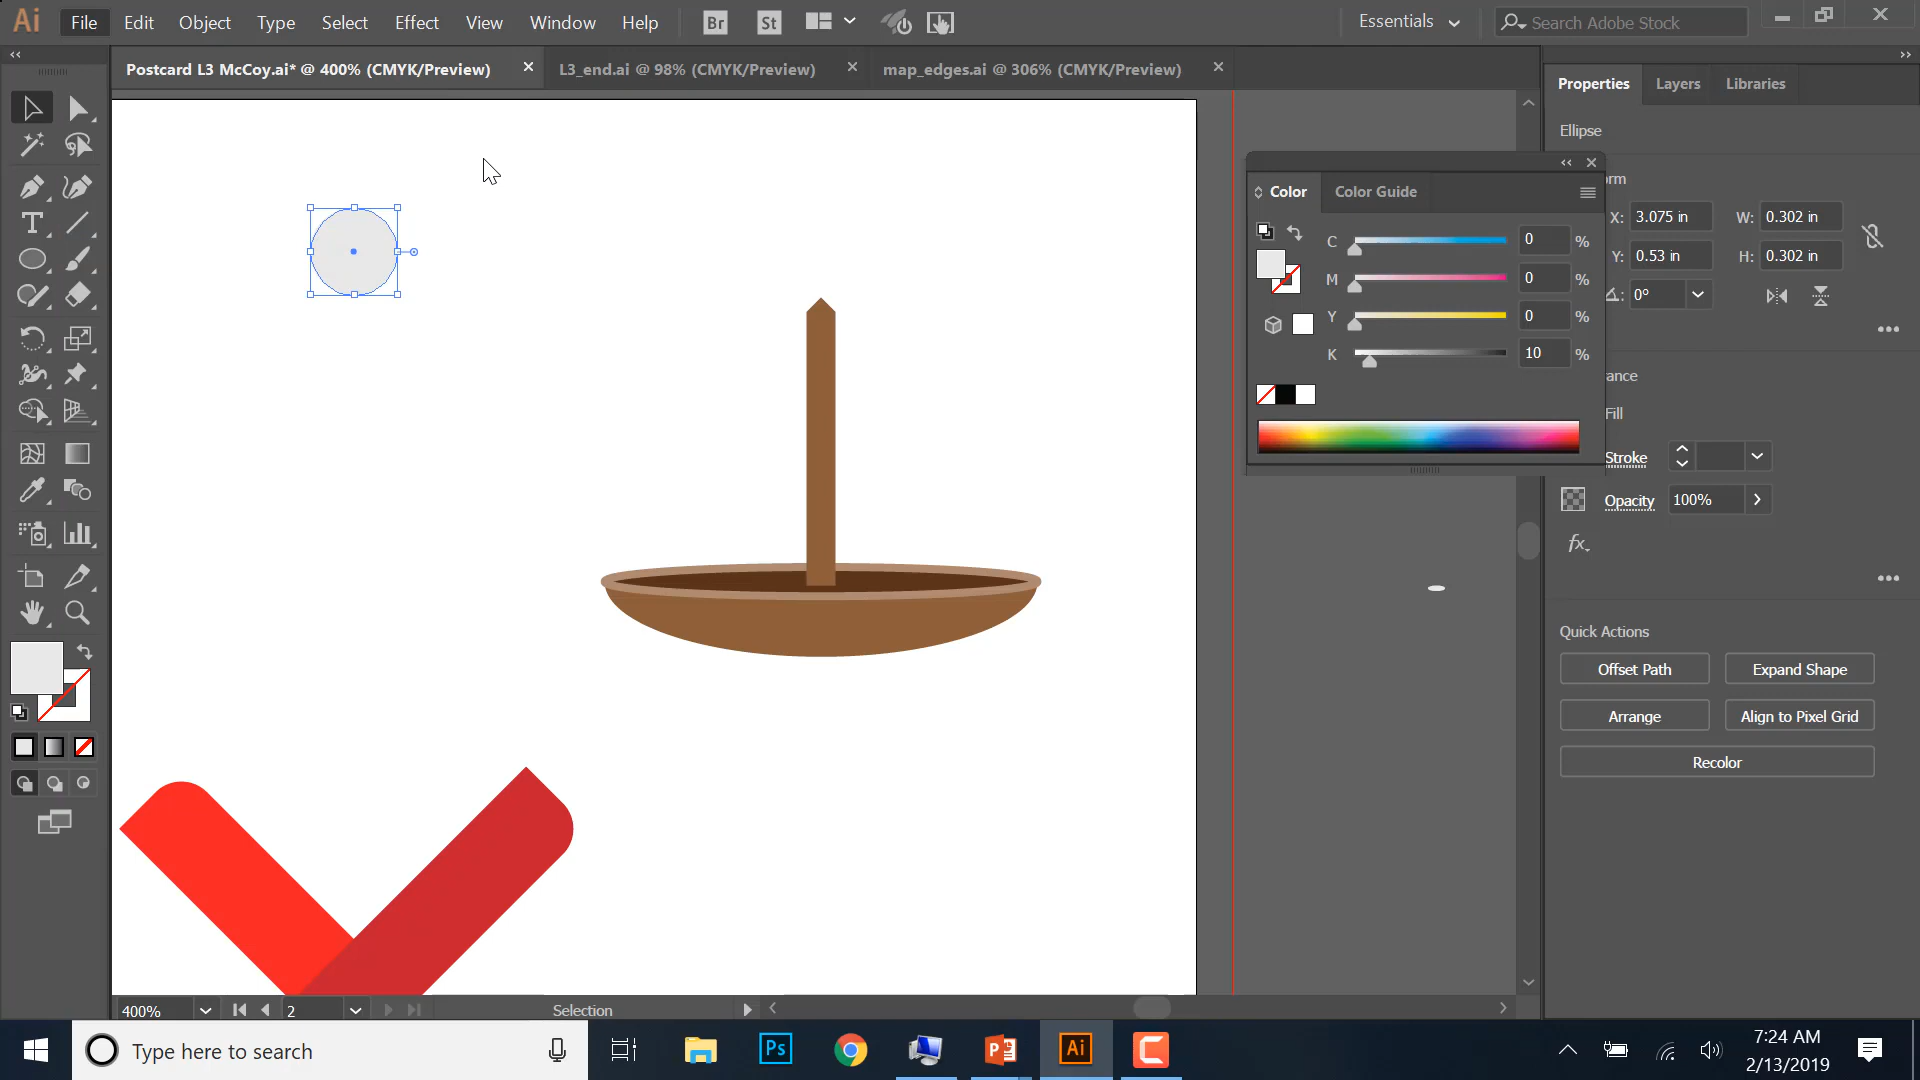 Ai File Edit Object Type Select Effect View Window Help Br St Essentials Search Adobe Stock
Postcard L3 McCoy.ai* @ 400% (CMYK/Preview) L3_end.ai @ 98% (CMYK/Preview) map_edges.ai @ 306% (CMYK/Preview)
Properties Layers Libraries
Ellipse
rm
Color Color Guide
X: 3.075 in W: 0.302 in
C 0 %
Y: 0.53 in H: 0.302 in
M 0 %
0°
Y 0 %
K 10 %
ance
Fill
Stroke
Opacity 100%
fx
Quick Actions
Offset Path Expand Shape
Arrange Align to Pixel Grid
Recolor
400% 2 Selection
Type here to search
Ps
Ai
7:24 AM
2/13/2019